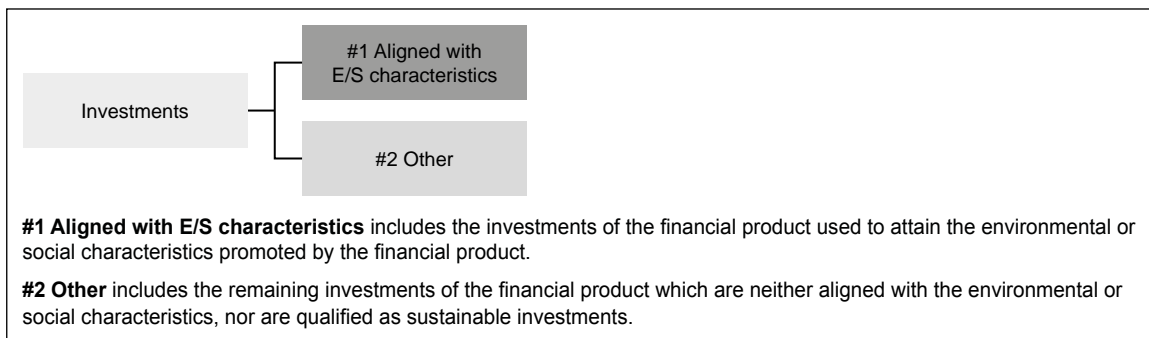 #1 Aligned with
E/S characteristics
Investments
#2 Other
#1 Aligned with E/S characteristics includes the investments of the financial product used to attain the environmental or
social characteristics promoted by the financial product.
#2 Other includes the remaining investments of the financial product which are neither aligned with the environmental or
social characteristics, nor are qualified as sustainable investments.